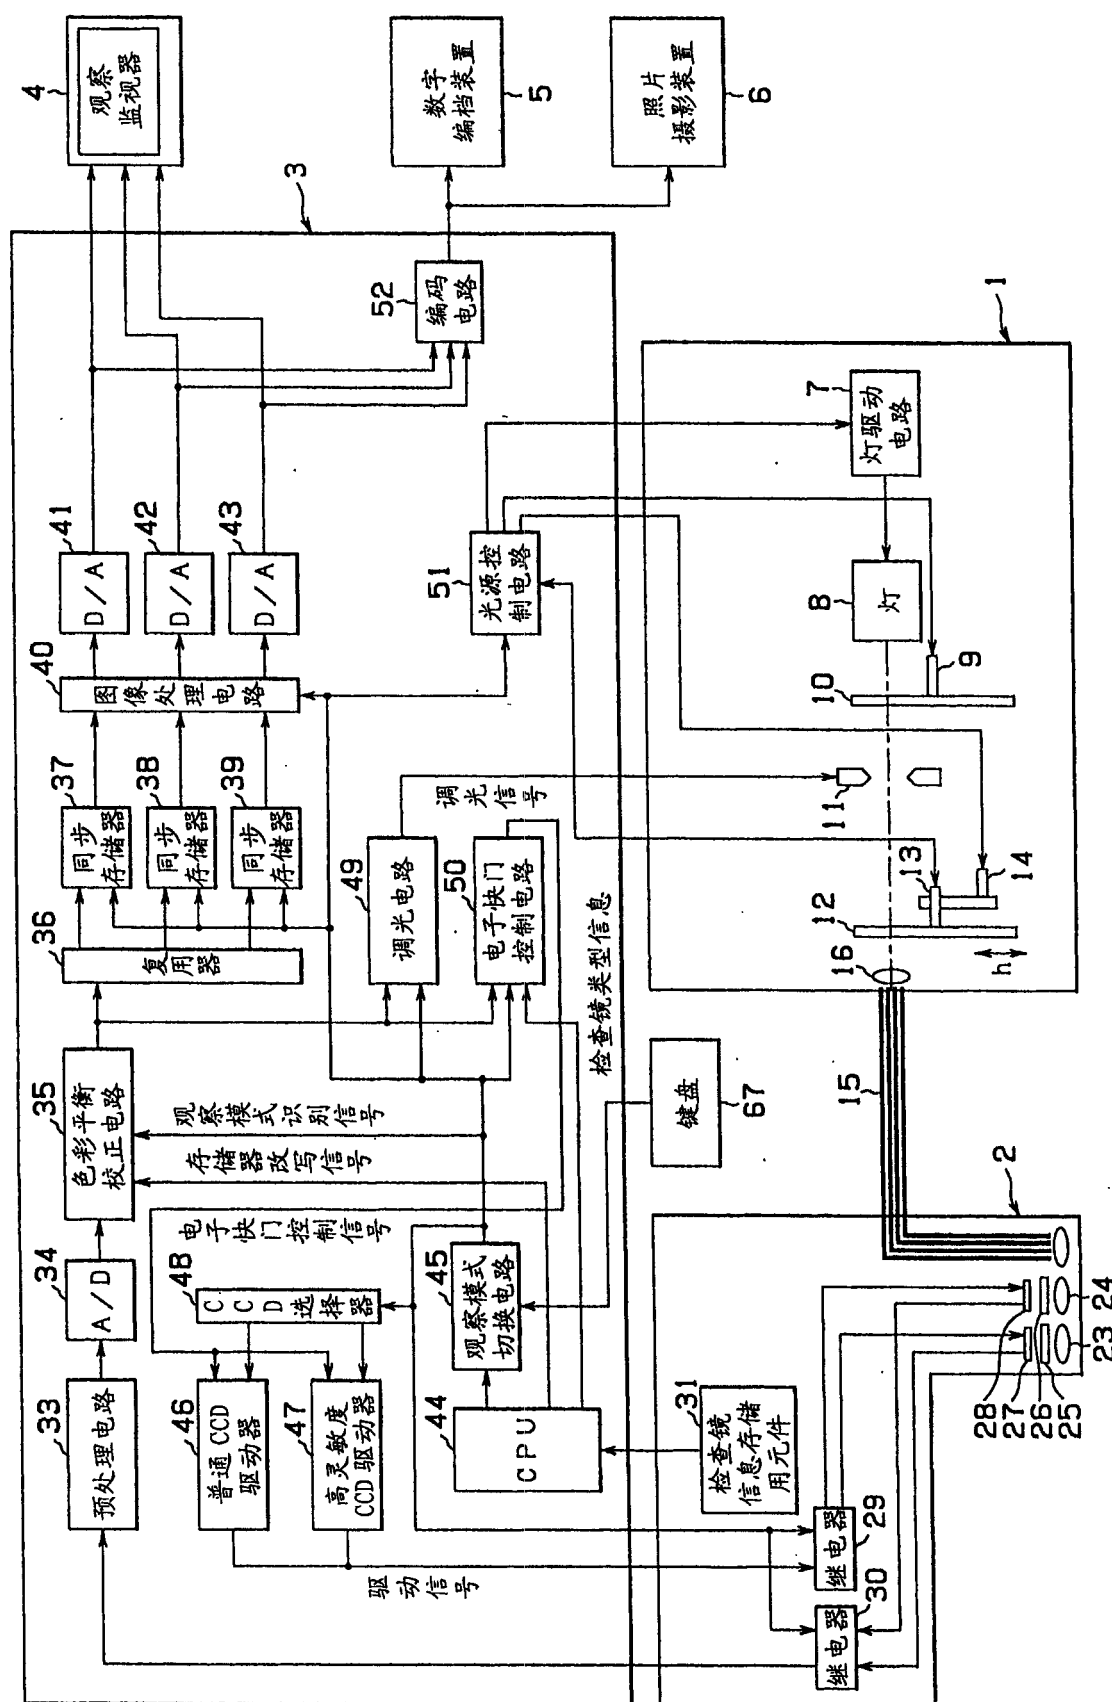 33
预处理电路
34
A/D
35
色彩平衡
校正电路
36
复用器
37
同步
存储器
38
同步
存储器
39
同步
存储器
40
图像处理电路
41
D/A
42
D/A
43
D/A
4
观察
监视器
46
普通CCD
驱动器
47
高灵敏度
CCD驱动器
48
CCD选择器
电子快门控制信号
存储器改写信号
观察模式识别信号
驱动信号
44
CPU
45
观察模式
切换电路
49
调光电路
50
电子快门
控制电路
调光信号
检查镜类型信息
51
光源控
制电路
52
编码
电路
3
5
数字
编档装置
6
照片
摄影装置
31
检查镜
信息存储
用元件
67
键盘
29
继电器
30
继电器
2
28
27
26
25
24
23
15
16
12
13
14
h
11
10
9
8
灯
7
灯驱动
电路
1